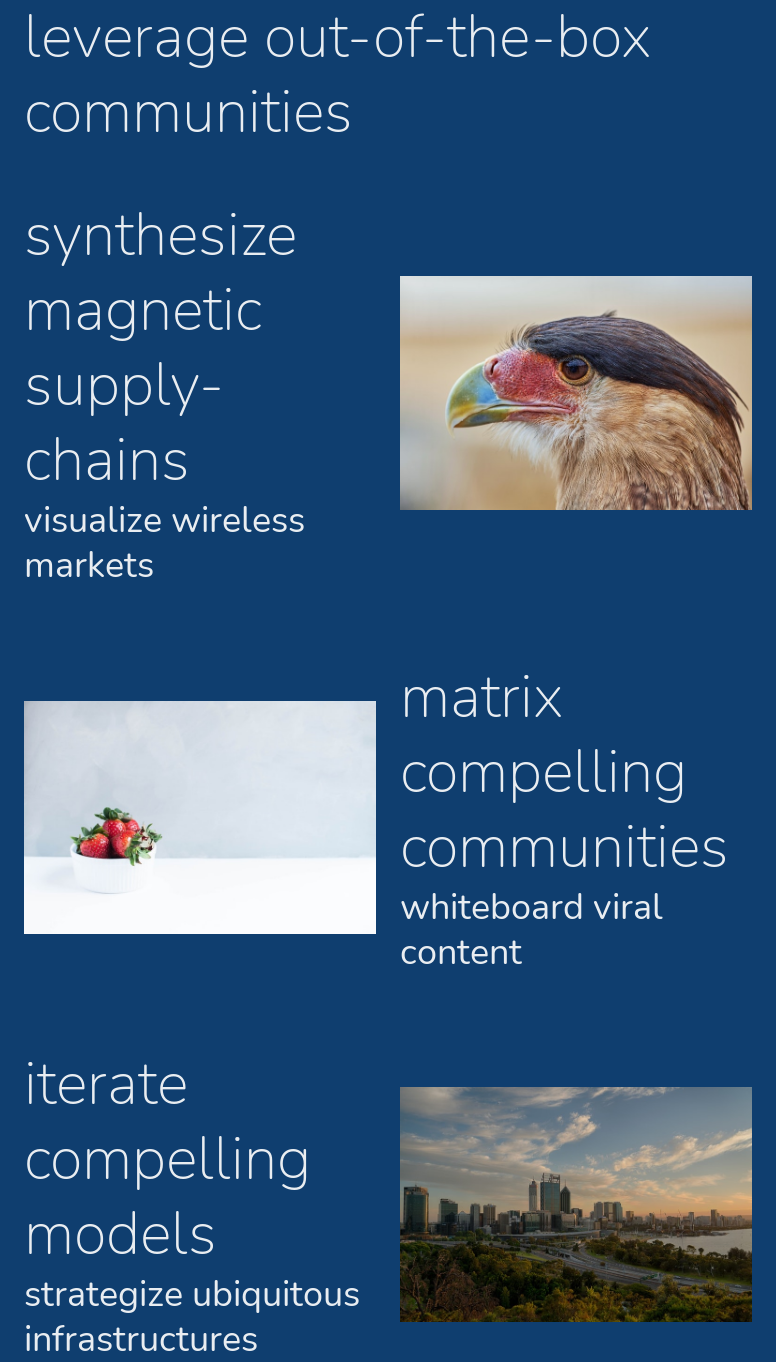 leverage out-of-the-box
communities
synthesize
magnetic
supply-
chains
visualize wireless
markets
matrix
compelling
communities
whiteboard viral
content
iterate
compelling
models
strategize ubiquitous
infrastructures